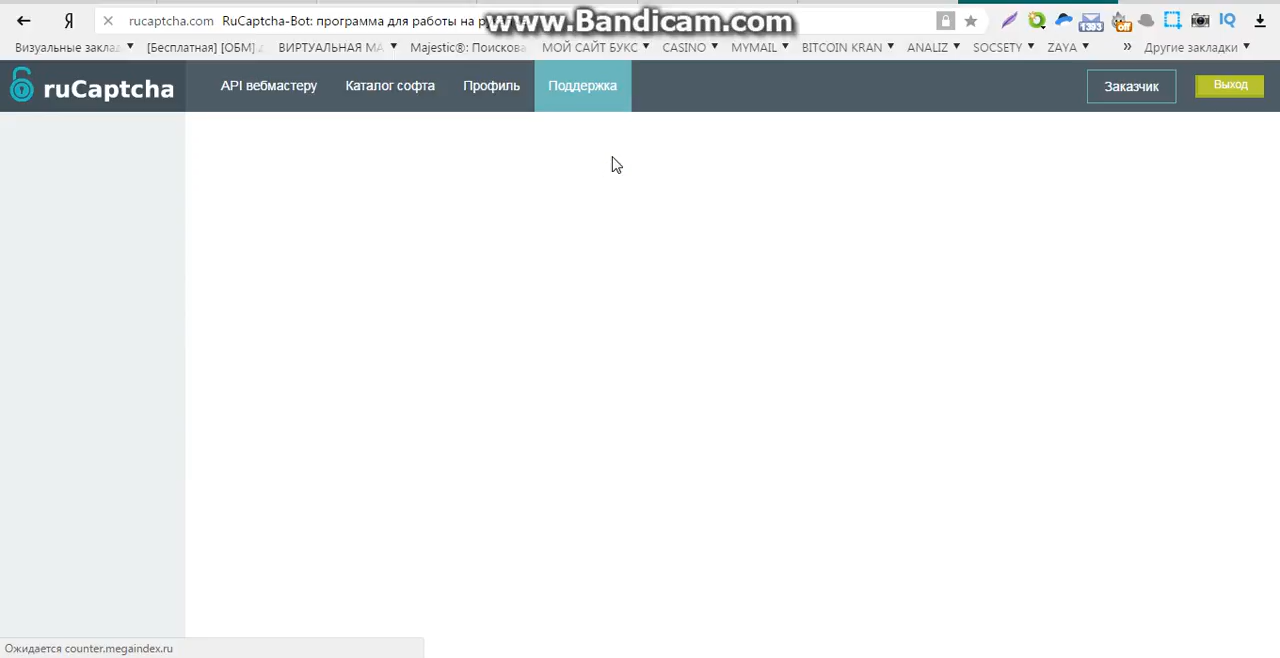 Я rucaptcha.com RuCaptcha-Bot: программа для работы на р
www.Bandicam.com
Визуальные заклад [Бесплатная] [ОБМ] ВИРТУАЛЬНАЯ МА Majestic®: Поискова МОЙ САЙТ БУКС CASINO MYMAIL BITCOIN KRAN ANALIZ SOCSETY ZAYA » Другие закладки
ruCaptcha API вебмастеру Каталог софта Профиль Поддержка Заказчик Выход
Ожидается counter.megaindex.ru